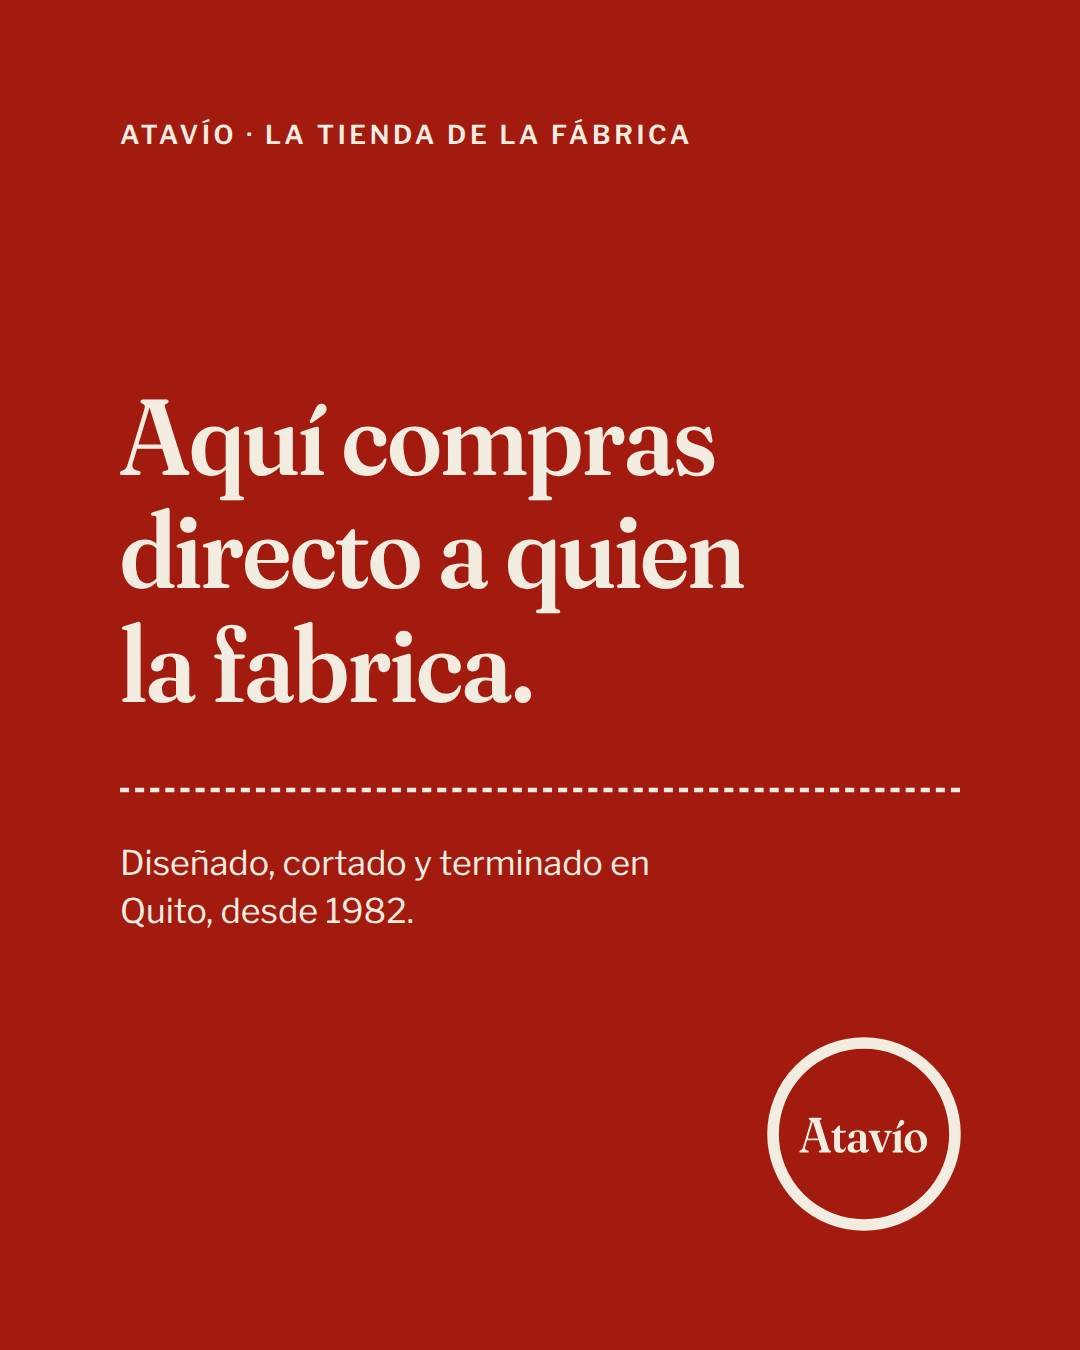 ATAVÍO · LA TIENDA DE LA FÁBRICA
Aquí compras
directo a quien
la fabrica.
Diseñado, cortado y terminado en
Quito, desde 1982.
Atavío